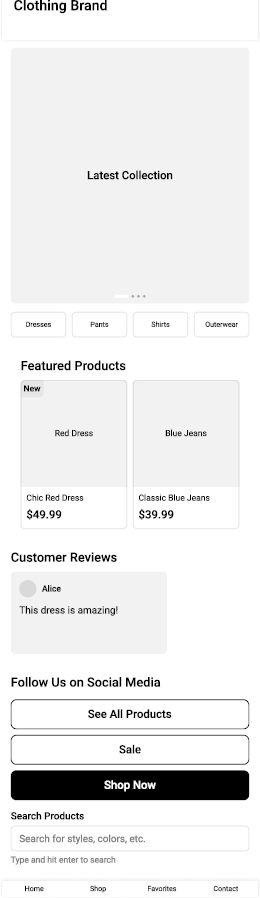 Clothing Brand
Latest Collection
Dresses
Pants
Shirts
Outerwear
Featured Products
New
Red Dress
Blue Jeans
Chic Red Dress
Classic Blue Jeans
$49.99
$39.99
Customer Reviews
Alice
This dress is amazing!
Follow Us on Social Media
See All Products
Sale
Shop Now
Search Products
Search for styles, colors, etc.
Type and hit enter to search
Home
Shop
Favorites
Contact